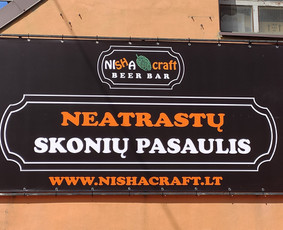 NISHA craft
BEER BAR
NEATRASTŲ
SKONIŲ PASAULIS
WWW.NISHACRAFT.LT